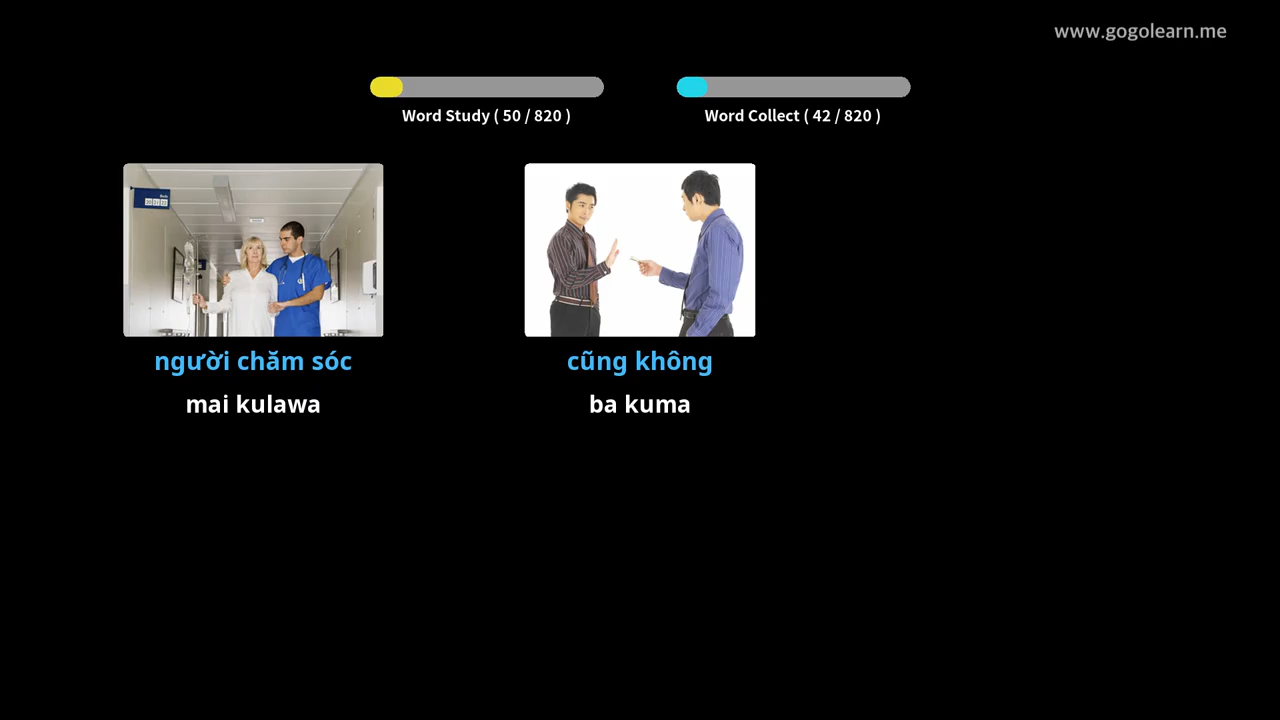 www.gogolearn.me
Word Study ( 50 / 820 )
Word Collect ( 42 / 820 )
người chăm sóc
cũng không
mai kulawa
ba kuma